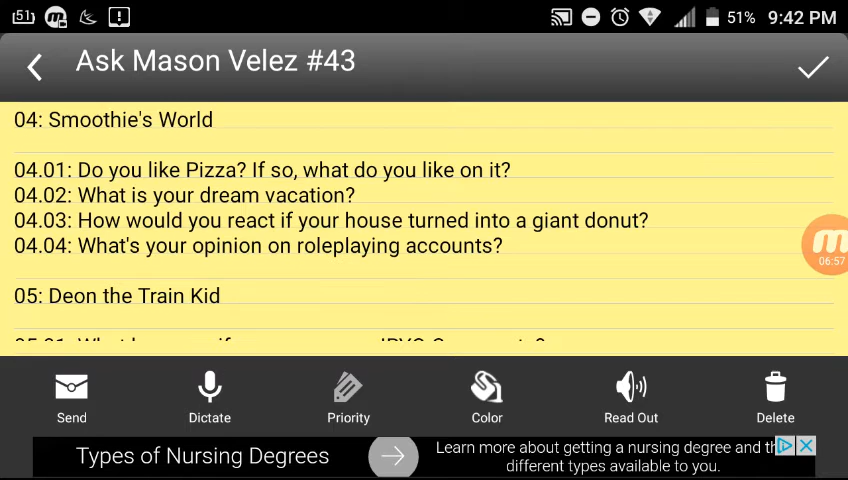 51
51% 9:42 PM
Ask Mason Velez #43
04: Smoothie's World
04.01: Do you like Pizza? If so, what do you like on it?
04.02: What is your dream vacation?
04.03: How would you react if your house turned into a giant donut?
04.04: What's your opinion on roleplaying accounts?
06:57
05: Deon the Train Kid
Send Dictate Priority Color Read Out Delete
Types of Nursing Degrees
Learn more about getting a nursing degree and th
different types available to you.